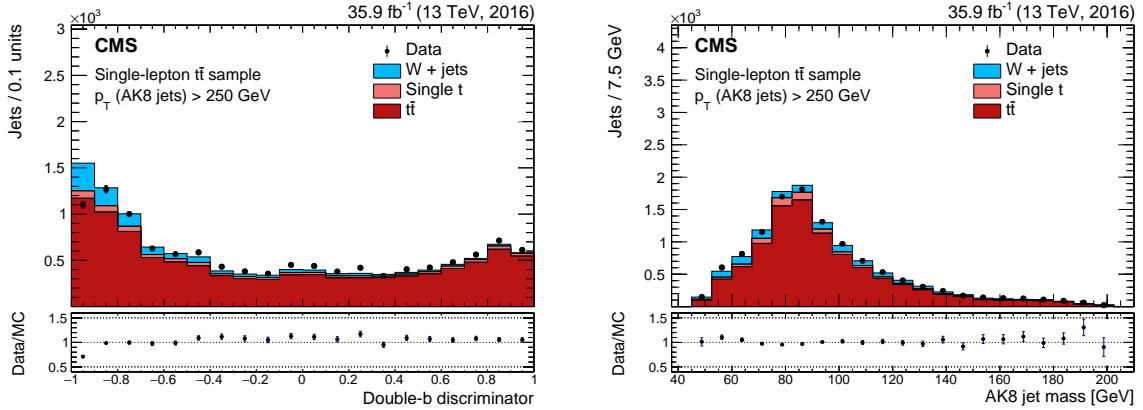 ×10³
35.9 fb⁻¹ (13 TeV, 2016)
CMS
Single-lepton tt̄ sample
p_T (AK8 jets) > 250 GeV
Data
W + jets
Single t
tt̄
Jets / 0.1 units
3
2.5
2
1.5
1
0.5
Data/MC
1.5
1
0.5
−1 −0.8 −0.6 −0.4 −0.2 0 0.2 0.4 0.6 0.8 1
Double-b discriminator
×10³
35.9 fb⁻¹ (13 TeV, 2016)
CMS
Single-lepton tt̄ sample
p_T (AK8 jets) > 250 GeV
Data
W + jets
Single t
tt̄
Jets / 7.5 GeV
4
3.5
3
2.5
2
1.5
1
0.5
0
Data/MC
1.5
1
0.5
40 60 80 100 120 140 160 180 200
AK8 jet mass [GeV]